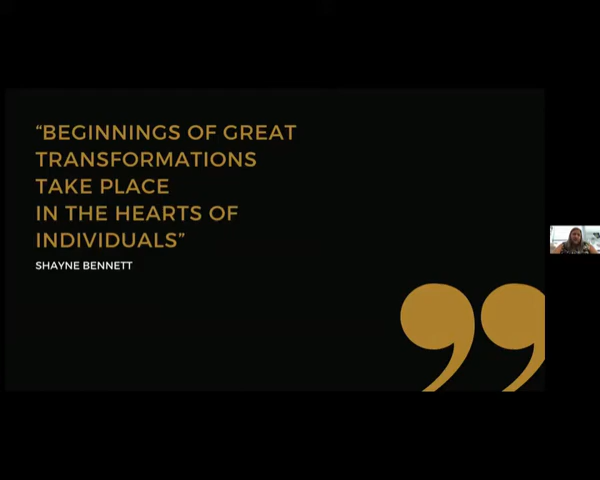 “BEGINNINGS OF GREAT
TRANSFORMATIONS
TAKE PLACE
IN THE HEARTS OF
INDIVIDUALS”
SHAYNE BENNETT